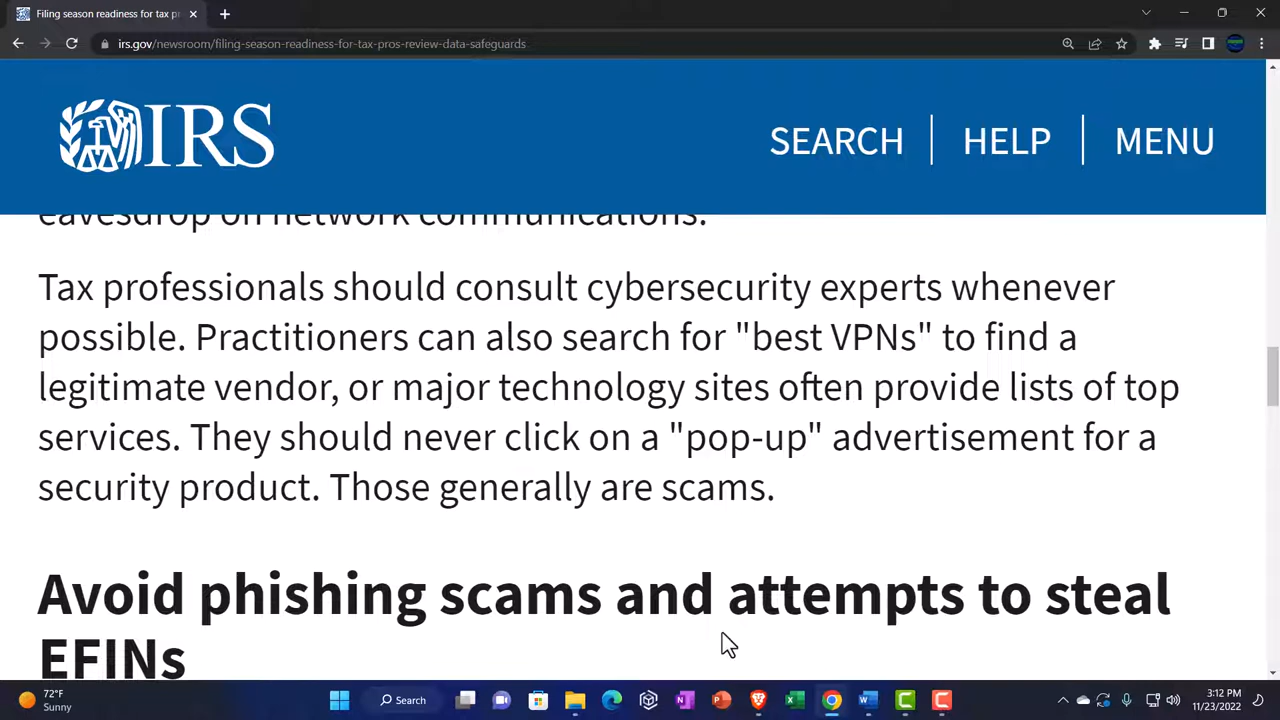 Filing season readiness for tax pr
irs.gov/newsroom/filing-season-readiness-for-tax-pros-review-data-safeguards
IRS
SEARCH
HELP
MENU
eavesdrop on network communications.
Tax professionals should consult cybersecurity experts whenever
possible. Practitioners can also search for "best VPNs" to find a
legitimate vendor, or major technology sites often provide lists of top
services. They should never click on a "pop-up" advertisement for a
security product. Those generally are scams.
Avoid phishing scams and attempts to steal
EFINs
72°F
Sunny
Search
3:12 PM
11/23/2022